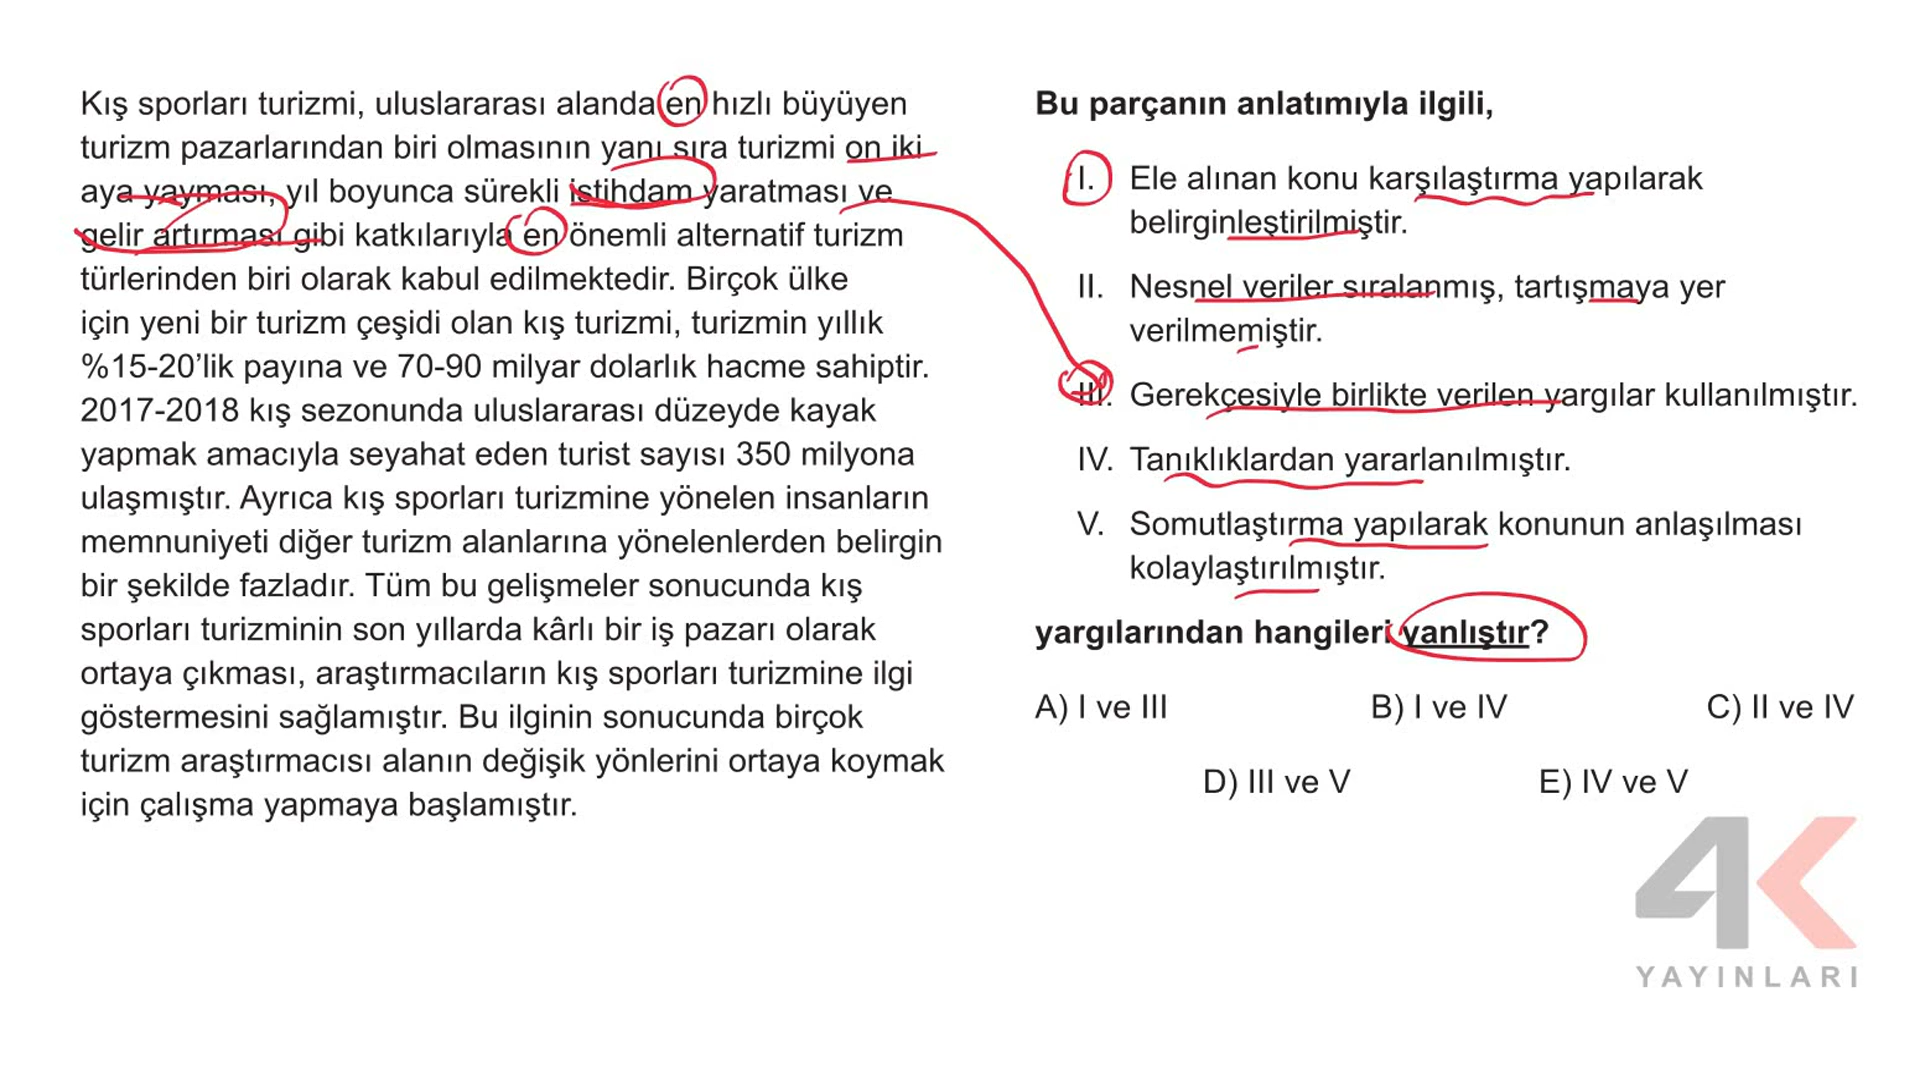 Kış sporları turizmi, uluslararası alanda en hızlı büyüyen
turizm pazarlarından biri olmasının yanı sıra turizmi on iki
aya yayması, yıl boyunca sürekli istihdam yaratması ve
gelir artırması gibi katkılarıyla en önemli alternatif turizm
türlerinden biri olarak kabul edilmektedir. Birçok ülke
için yeni bir turizm çeşidi olan kış turizmi, turizmin yıllık
%15-20’lik payına ve 70-90 milyar dolarlık hacme sahiptir.
2017-2018 kış sezonunda uluslararası düzeyde kayak
yapmak amacıyla seyahat eden turist sayısı 350 milyona
ulaşmıştır. Ayrıca kış sporları turizmine yönelen insanların
memnuniyeti diğer turizm alanlarına yönelenlerden belirgin
bir şekilde fazladır. Tüm bu gelişmeler sonucunda kış
sporları turizminin son yıllarda kârlı bir iş pazarı olarak
ortaya çıkması, araştırmacıların kış sporları turizmine ilgi
göstermesini sağlamıştır. Bu ilginin sonucunda birçok
turizm araştırmacısı alanın değişik yönlerini ortaya koymak
için çalışma yapmaya başlamıştır.
Bu parçanın anlatımıyla ilgili,
I. Ele alınan konu karşılaştırma yapılarak
belirginleştirilmiştir.
II. Nesnel veriler sıralanmış, tartışmaya yer
verilmemiştir.
III. Gerekçesiyle birlikte verilen yargılar kullanılmıştır.
IV. Tanıklıklardan yararlanılmıştır.
V. Somutlaştırma yapılarak konunun anlaşılması
kolaylaştırılmıştır.
yargılarından hangileri yanlıştır?
A) I ve III B) I ve IV C) II ve IV
D) III ve V E) IV ve V
4K
YAYINLARI